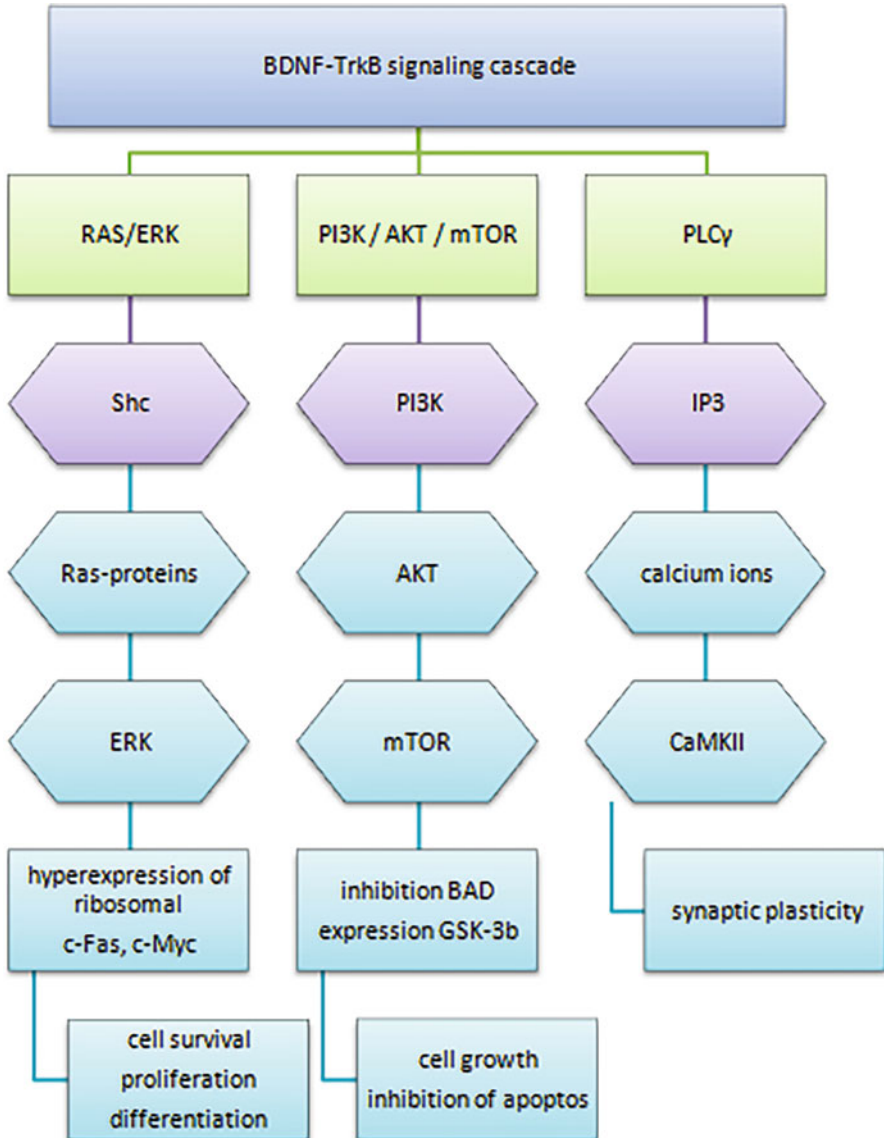 BDNF-TrkB signaling cascade
RAS/ERK
PI3K / AKT / mTOR
PLCγ
Shc
PI3K
IP3
Ras-proteins
AKT
calcium ions
ERK
mTOR
CaMKII
hyperexpression of
ribosomal
c-Fas, c-Myc
inhibition BAD
expression GSK-3b
synaptic plasticity
cell survival
proliferation
differentiation
cell growth
inhibition of apoptos